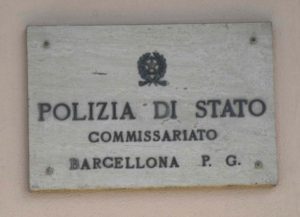 POLIZIA DI STATO
COMMISSARIATO
BARCELLONA P. G.